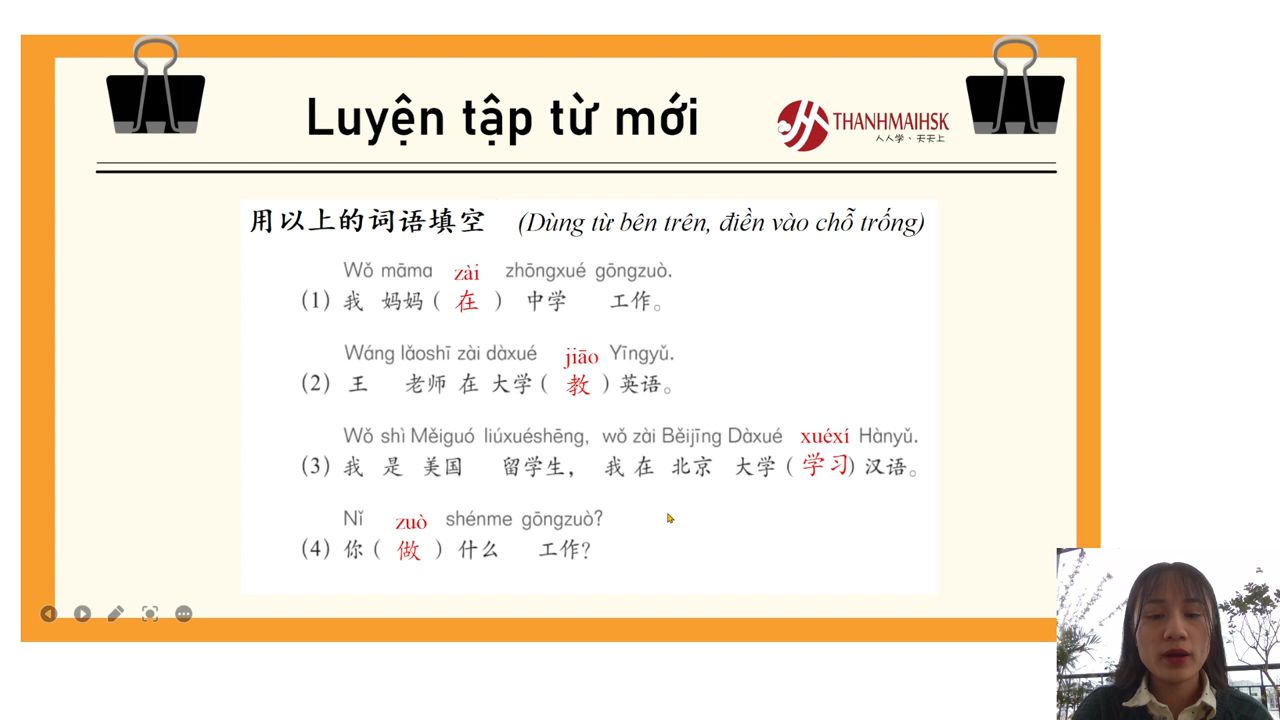 Luyện tập từ mới
THANHMAIHSK
人人学、天天上
用以上的词语填空 (Dùng từ bên trên, điền vào chỗ trống)
Wǒ māma zài zhōngxué gōngzuò.
(1) 我 妈妈 ( 在 ) 中学 工作。
Wáng lǎoshī zài dàxué jiāo Yīngyǔ.
(2) 王 老师 在 大学 ( 教 ) 英语。
Wǒ shì Měiguó liúxuéshēng, wǒ zài Běijīng Dàxué xuéxí Hànyǔ.
(3) 我 是 美国 留学生, 我 在 北京 大学 ( 学习 ) 汉语。
Nǐ zuò shénme gōngzuò?
(4) 你 ( 做 ) 什么 工作?